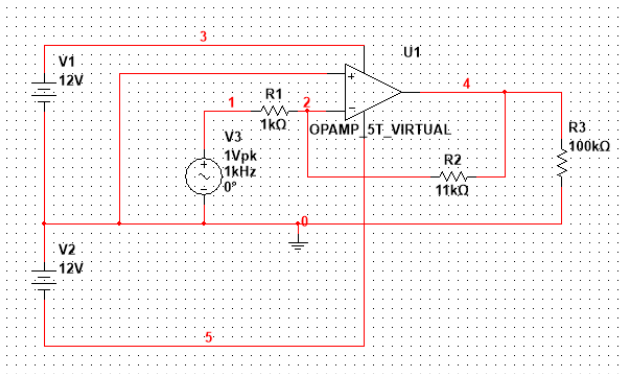 3
U1
V1
12V
4
R1
1
2
1kΩ
OPAMP_5T_VIRTUAL
R3
100kΩ
V3
1Vpk
1kHz
0°
R2
11kΩ
0
V2
12V
5